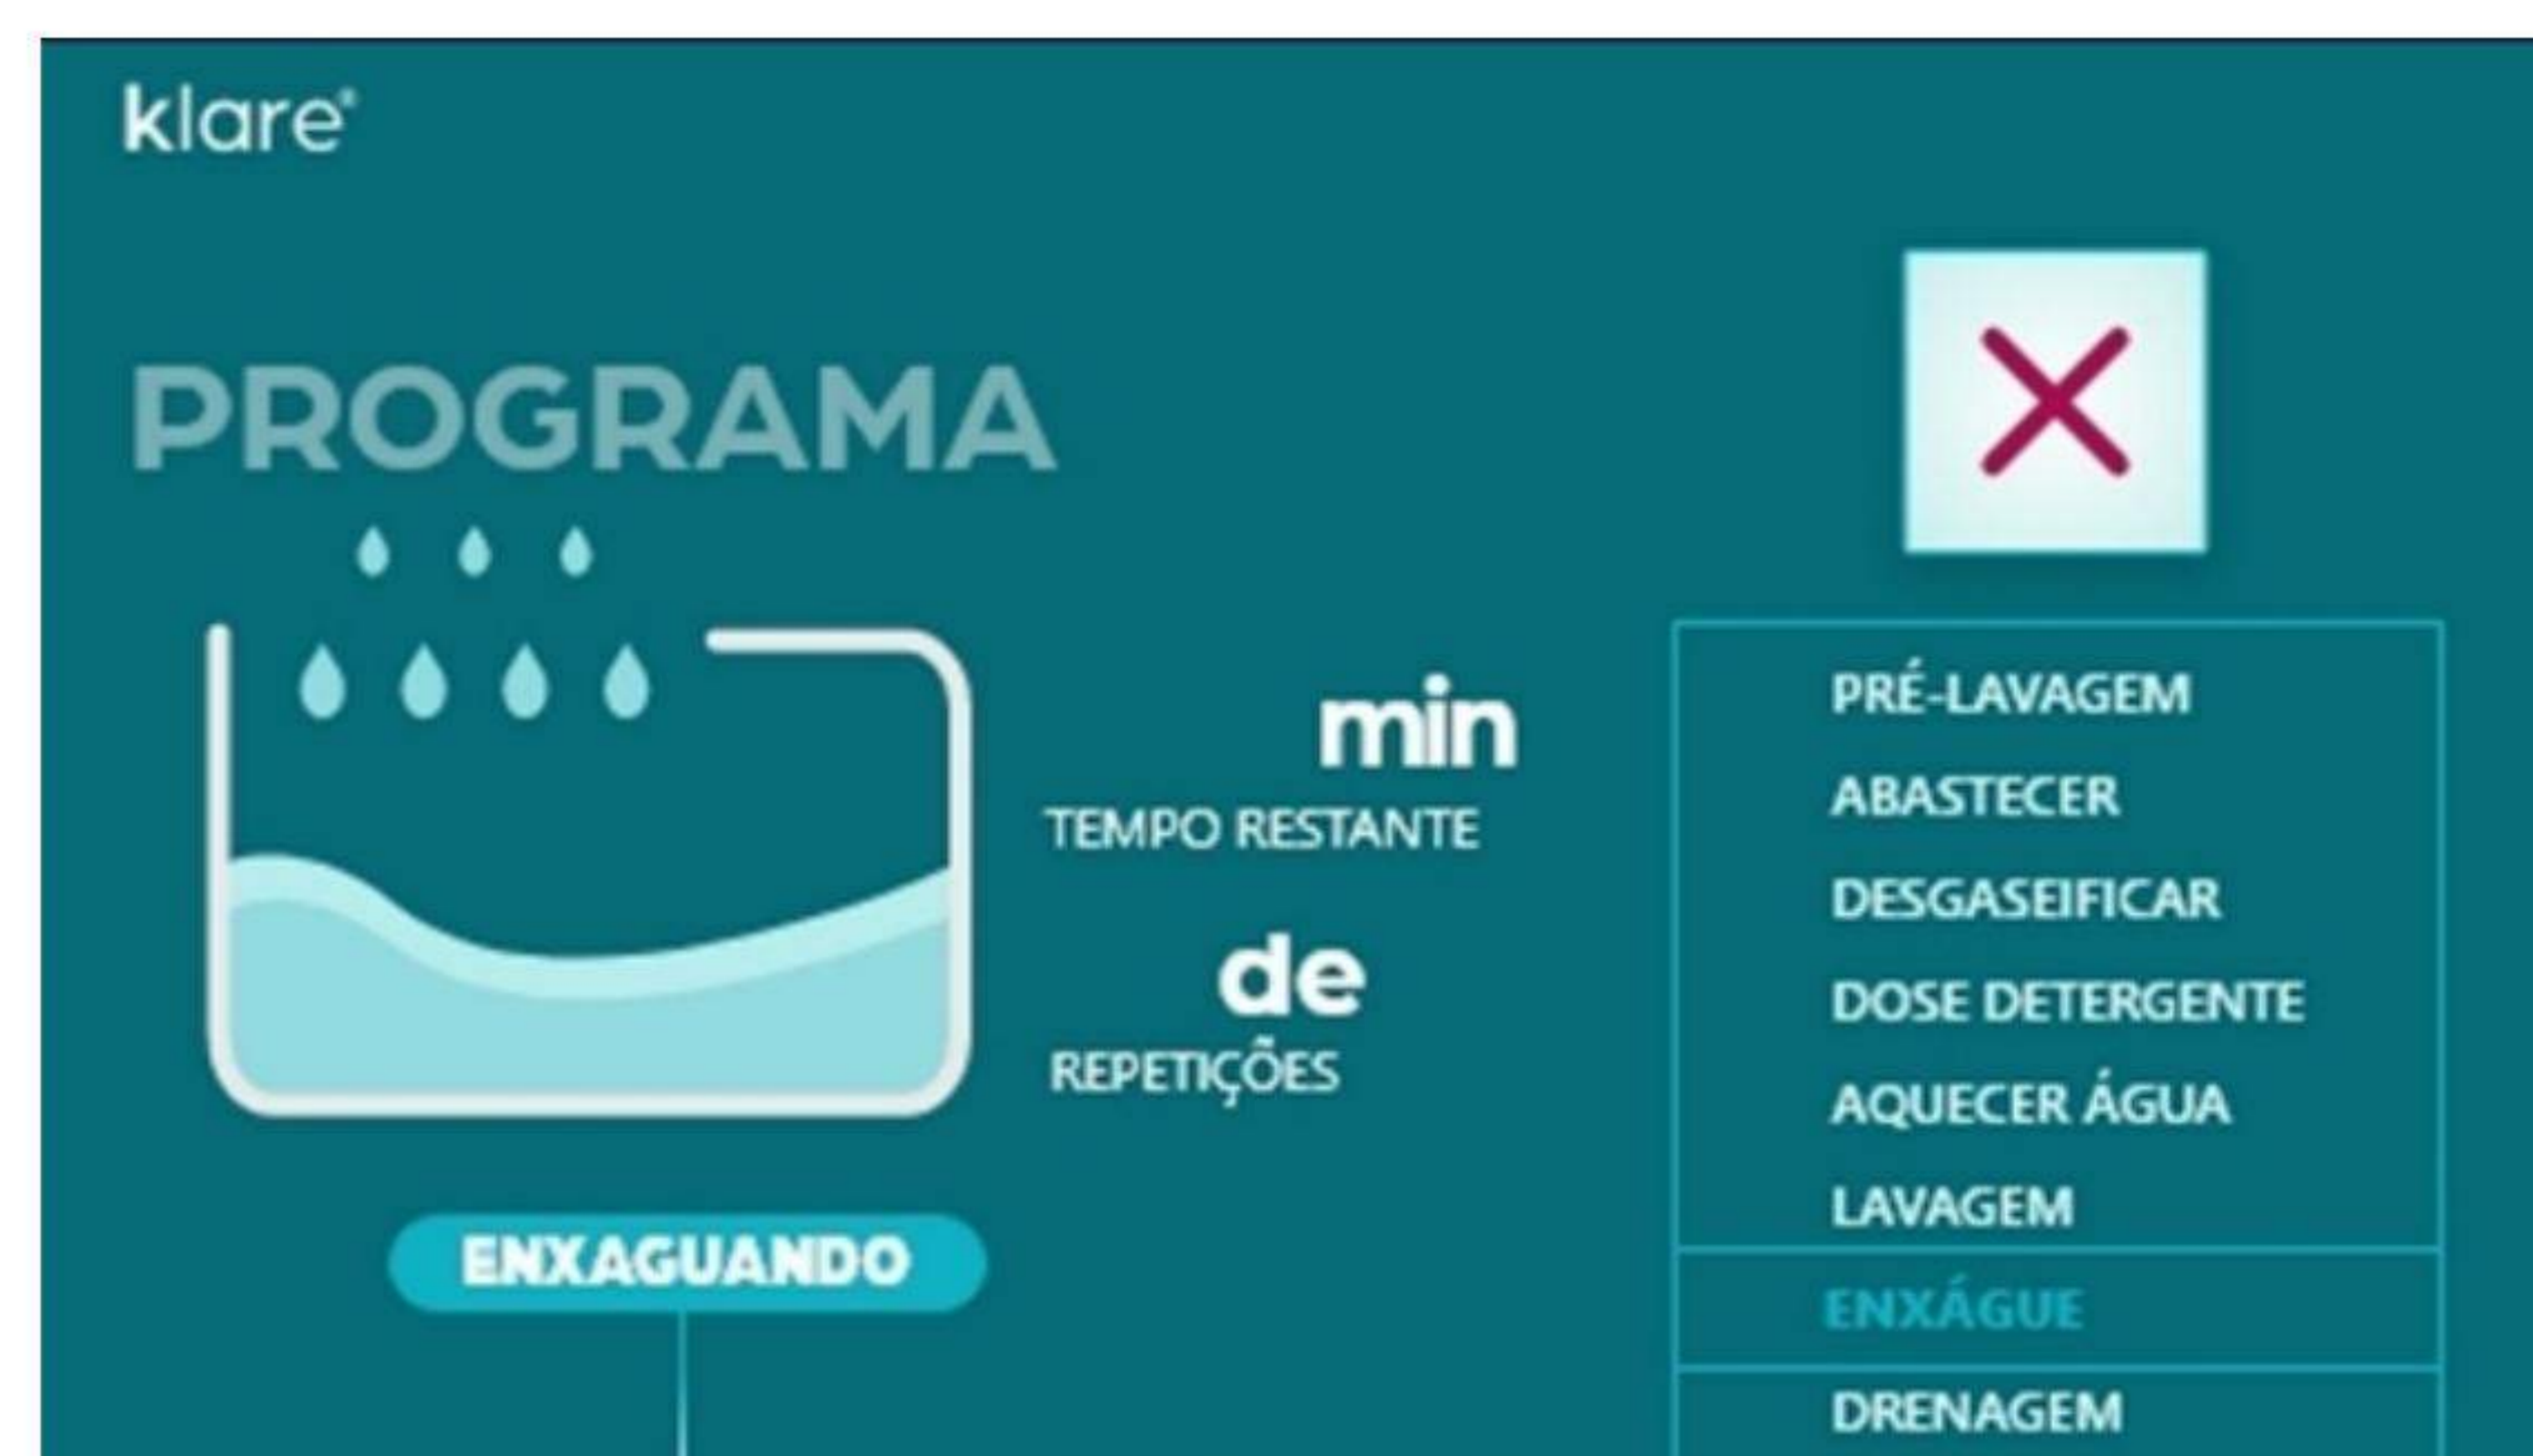 klare®
PROGRAMA
min
TEMPO RESTANTE
de
REPETIÇÕES
ENXAGUANDO
PRÉ-LAVAGEM
ABASTECER
DESGASEIFICAR
DOSE DETERGENTE
AQUECER ÁGUA
LAVAGEM
ENXÁGUE
DRENAGEM